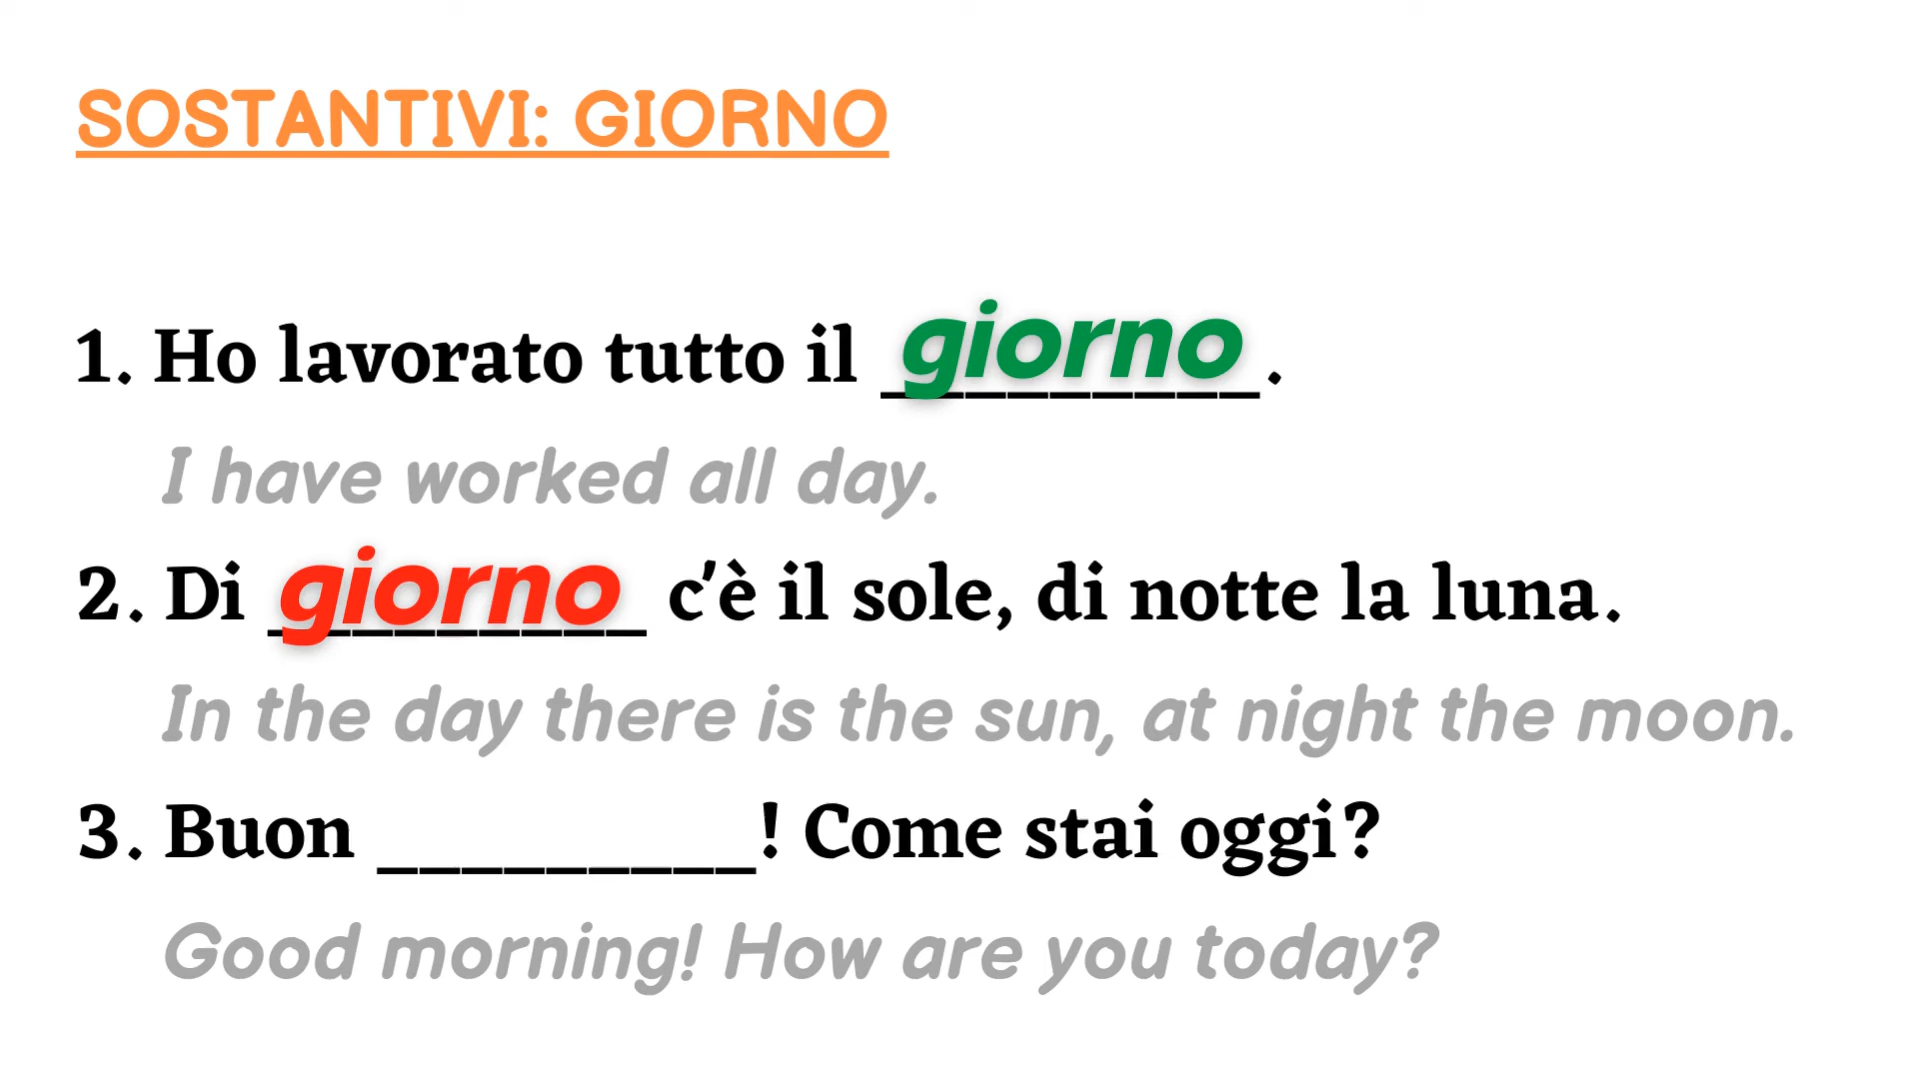 SOSTANTIVI: GIORNO
1. Ho lavorato tutto il giorno.
I have worked all day.
2. Di giorno c'è il sole, di notte la luna.
In the day there is the sun, at night the moon.
3. Buon _________! Come stai oggi?
Good morning! How are you today?